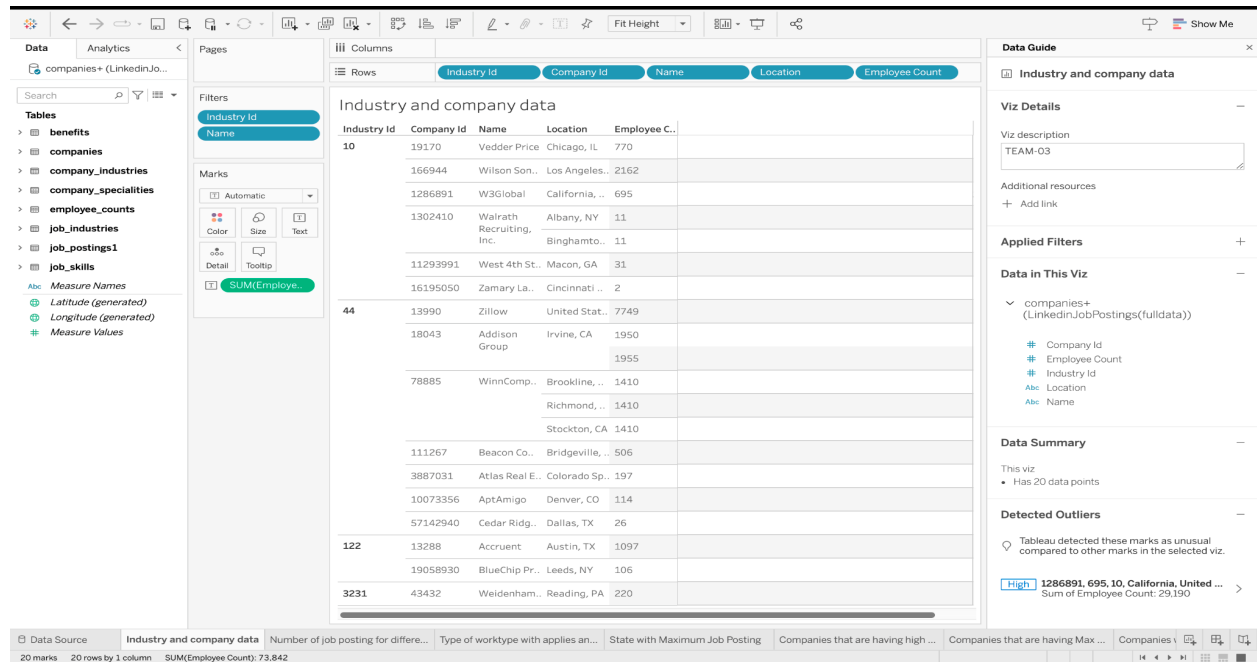 Fit Height
Show Me
Data Analytics
companies+ (LinkedinJo...
Search
Tables
benefits
companies
company_industries
company_specialities
employee_counts
job_industries
job_postings1
job_skills
Abc Measure Names
Latitude (generated)
Longitude (generated)
# Measure Values
Pages
Filters
Industry Id
Name
Marks
Automatic
Color Size Text
Detail Tooltip
SUM(Employe..
Columns
Rows Industry Id Company Id Name Location Employee Count
Industry and company data
Industry Id Company Id Name Location Employee C..
10 19170 Vedder Price Chicago, IL 770
166944 Wilson Son.. Los Angeles.. 2162
1286891 W3Global California, .. 695
1302410 Walrath Recruiting, Inc. Albany, NY 11
Binghamto.. 11
11293991 West 4th St.. Macon, GA 31
16195050 Zamary La.. Cincinnati .. 2
44 13990 Zillow United Stat.. 7749
18043 Addison Group Irvine, CA 1950
1955
78885 WinnComp.. Brookline, .. 1410
Richmond, .. 1410
Stockton, CA 1410
111267 Beacon Co.. Bridgeville, .. 506
3887031 Atlas Real E.. Colorado Sp.. 197
10073356 AptAmigo Denver, CO 114
57142940 Cedar Ridg.. Dallas, TX 26
122 13288 Accruent Austin, TX 1097
19058930 BlueChip Pr.. Leeds, NY 106
3231 43432 Weidenham.. Reading, PA 220
Data Guide
Industry and company data
Viz Details
Viz description
TEAM-03
Additional resources
+ Add link
Applied Filters
Data in This Viz
companies+
(LinkedinJobPostings(fulldata))
# Company Id
# Employee Count
# Industry Id
Abc Location
Abc Name
Data Summary
This viz
• Has 20 data points
Detected Outliers
Tableau detected these marks as unusual
compared to other marks in the selected viz.
High 1286891, 695, 10, California, United ...
Sum of Employee Count: 29,190
Data Source Industry and company data Number of job posting for differe... Type of worktype with applies an... State with Maximum Job Posting Companies that are having high ... Companies that are having Max ... Companies
20 marks 20 rows by 1 column SUM(Employee Count): 73,842